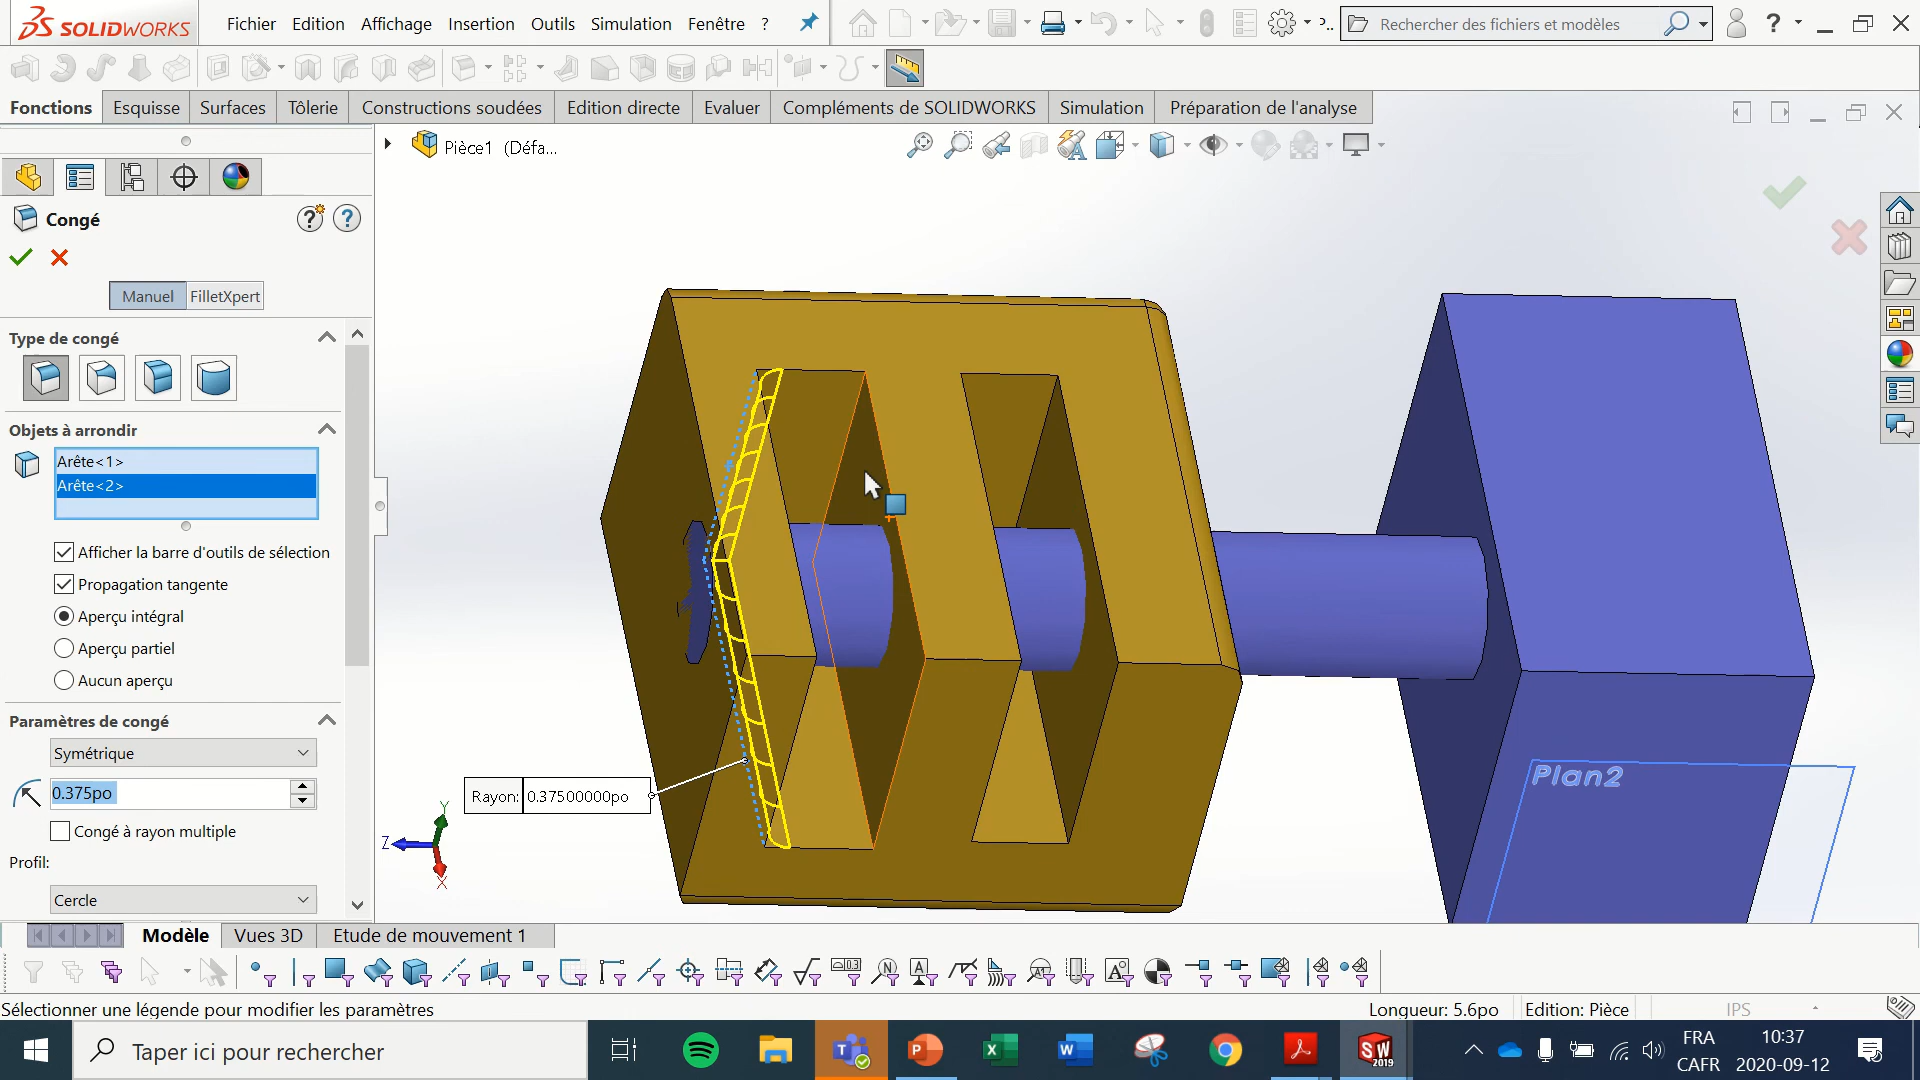 SOLIDWORKS
Fichier Edition Affichage Insertion Outils Simulation Fenêtre ?
Rechercher des fichiers et modèles
?
Fonctions Esquisse Surfaces Tôlerie Constructions soudées Edition directe Evaluer Compléments de SOLIDWORKS Simulation Préparation de l'analyse
Pièce1 (Défa...
Congé
Manuel FilletXpert
Type de congé
Objets à arrondir
Arête<1>
Arête<2>
Afficher la barre d'outils de sélection
Propagation tangente
Aperçu intégral
Aperçu partiel
Aucun aperçu
Paramètres de congé
Symétrique
0.375po
Congé à rayon multiple
Profil:
Cercle
Rayon: 0.37500000po
Plan2
Y
Z
X
Modèle Vues 3D Etude de mouvement 1
Sélectionner une légende pour modifier les paramètres
Longueur: 5.6po Edition: Pièce IPS
Taper ici pour rechercher
FRA
CAFR
10:37
2020-09-12
SW
2019